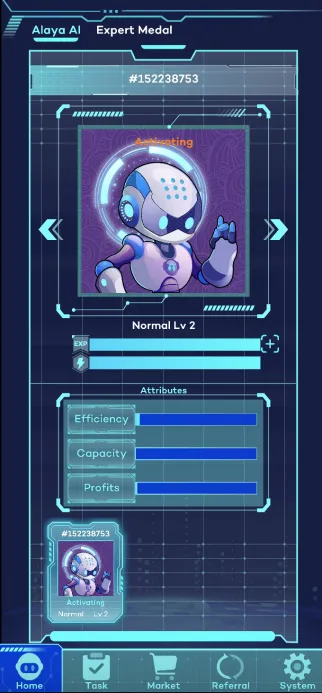 Alaya AI Expert Medal
#152238753
Activating
Normal Lv 2
EXP
Attributes
Efficiency
Capacity
Profits
#152238753
Activating
Normal Lv 2
Home Task Market Referral System